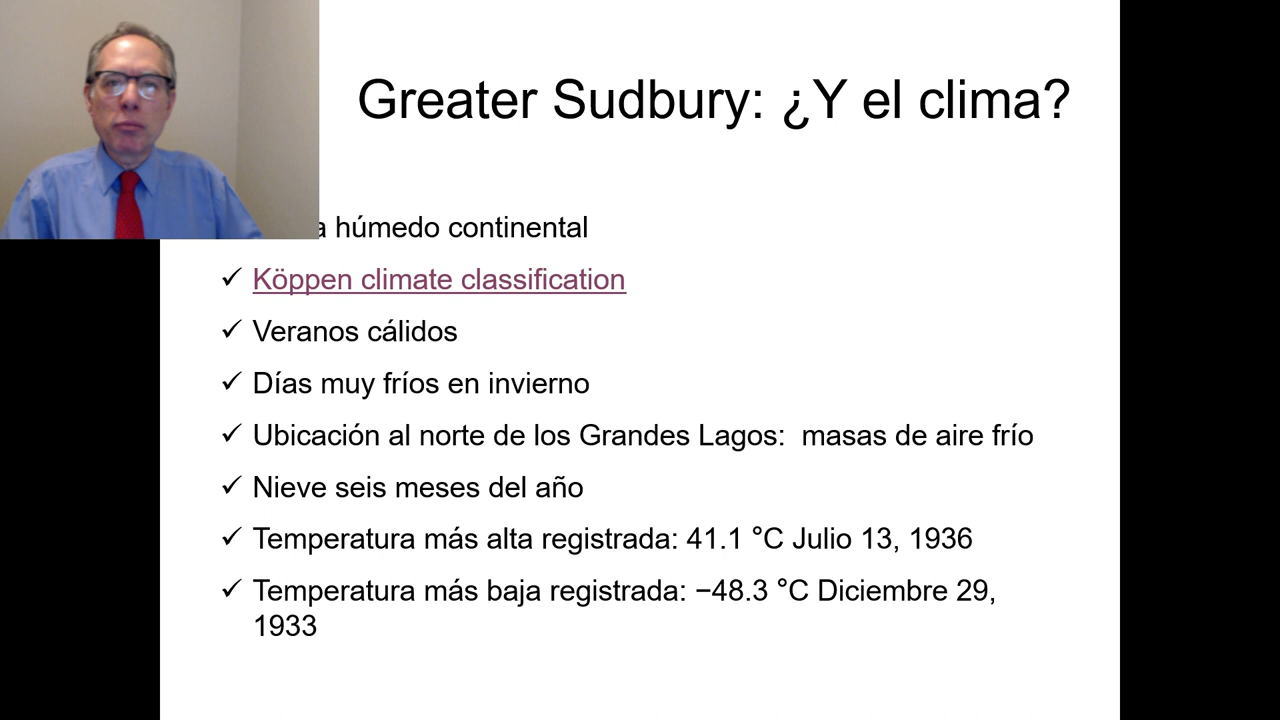 Greater Sudbury: ¿Y el clima?
a húmedo continental
✓ Köppen climate classification
✓ Veranos cálidos
✓ Días muy fríos en invierno
✓ Ubicación al norte de los Grandes Lagos:  masas de aire frío
✓ Nieve seis meses del año
✓ Temperatura más alta registrada: 41.1 °C Julio 13, 1936
✓ Temperatura más baja registrada: −48.3 °C Diciembre 29,
1933